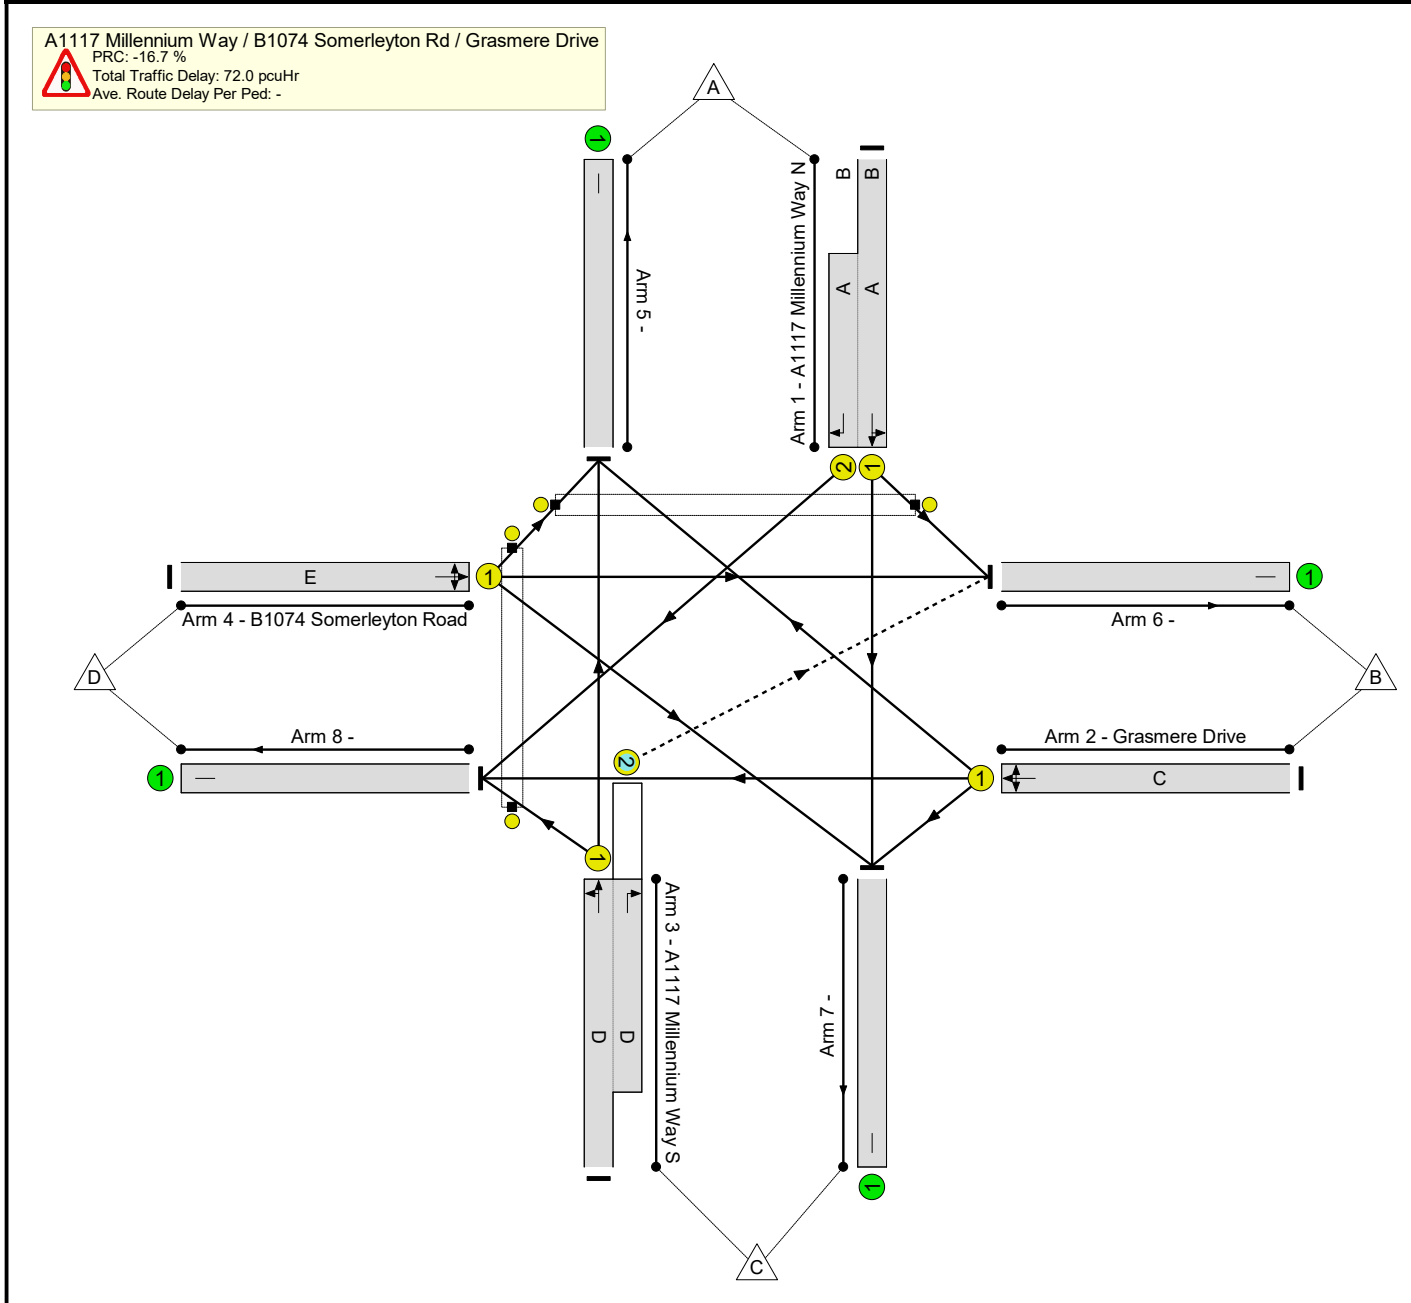 A1117 Millennium Way / B1074 Somerleyton Rd / Grasmere Drive
PRC: -16.7 %
Total Traffic Delay: 72.0 pcuHr
Ave. Route Delay Per Ped: -
A
1
Arm 5 -
Arm 1 - A1117 Millennium Way N
B
B
A
A
2
1
E
1
Arm 4 - B1074 Somerleyton Road
1
Arm 6 -
D
B
Arm 8 -
1
2
Arm 2 - Grasmere Drive
1
C
1
Arm 3 - A1117 Millennium Way S
D
D
Arm 7 -
1
C